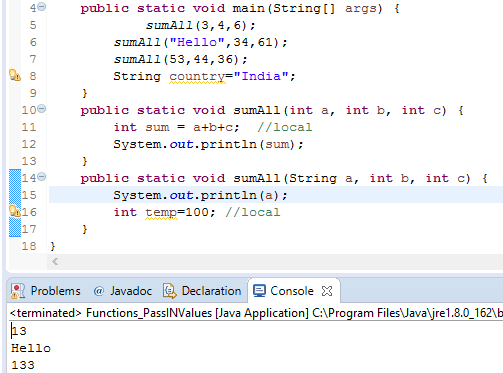 4 public static void main(String[] args) {
5 sumAll(3,4,6);
6 sumAll("Hello",34,61);
7 sumAll(53,44,36);
8 String country="India";
9 }
10 public static void sumAll(int a, int b, int c) {
11 int sum = a+b+c; //local
12 System.out.println(sum);
13 }
14 public static void sumAll(String a, int b, int c) {
15 System.out.println(a);
16 int temp=100; //local
17 }
18 }
Problems @ Javadoc Declaration Console
<terminated> Functions_PassINValues [Java Application] C:\Program Files\Java\jre1.8.0_162\b
13
Hello
133